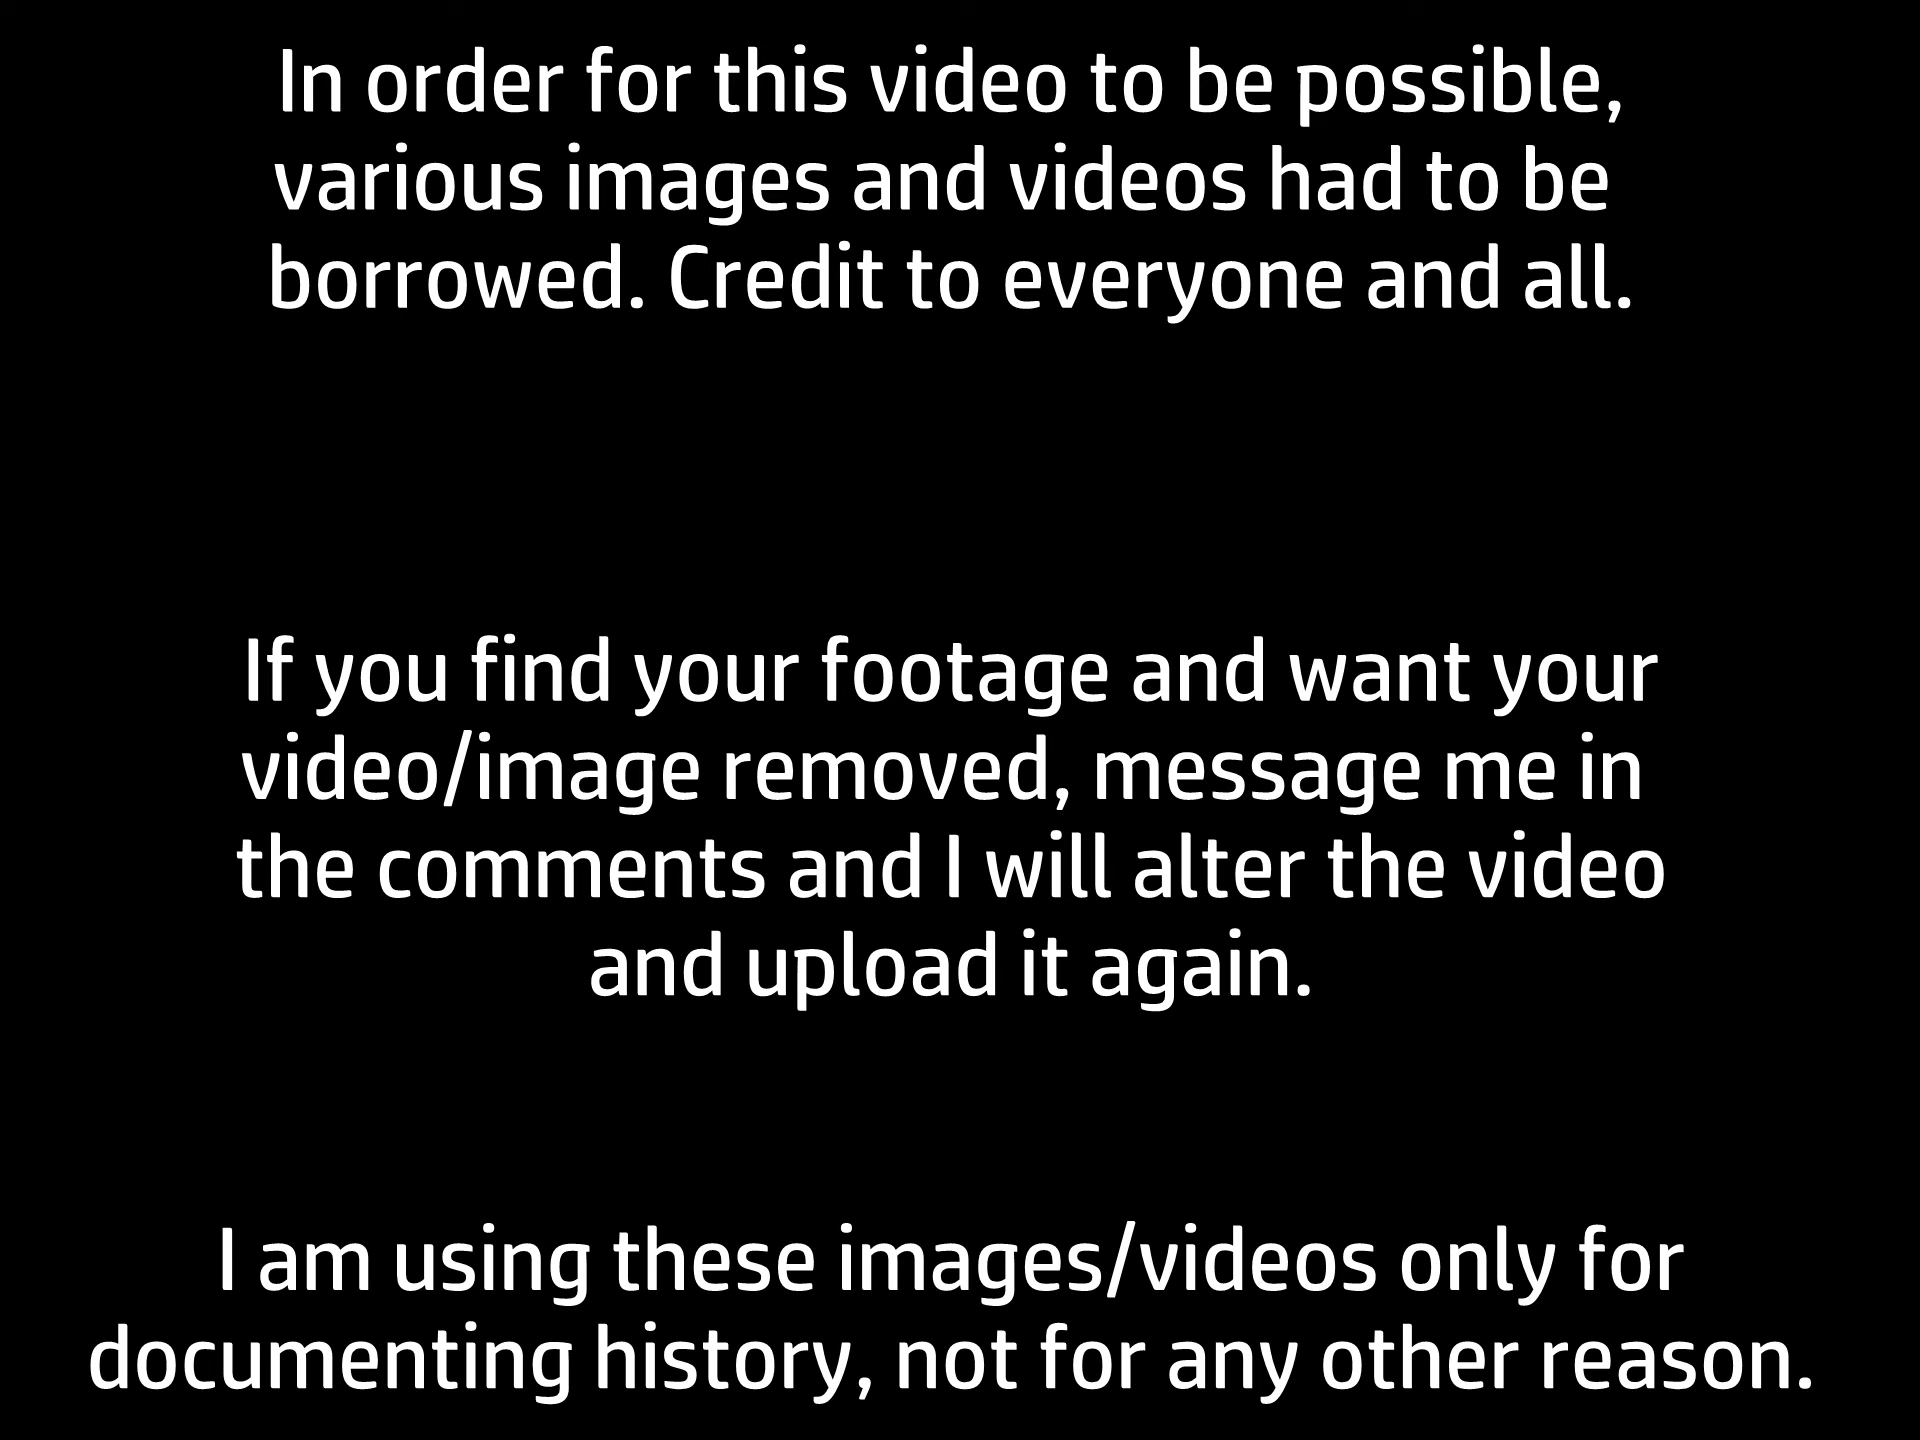 In order for this video to be possible,
various images and videos had to be
borrowed. Credit to everyone and all.
If you find your footage and want your
video/image removed, message me in
the comments and I will alter the video
and upload it again.
I am using these images/videos only for
documenting history, not for any other reason.